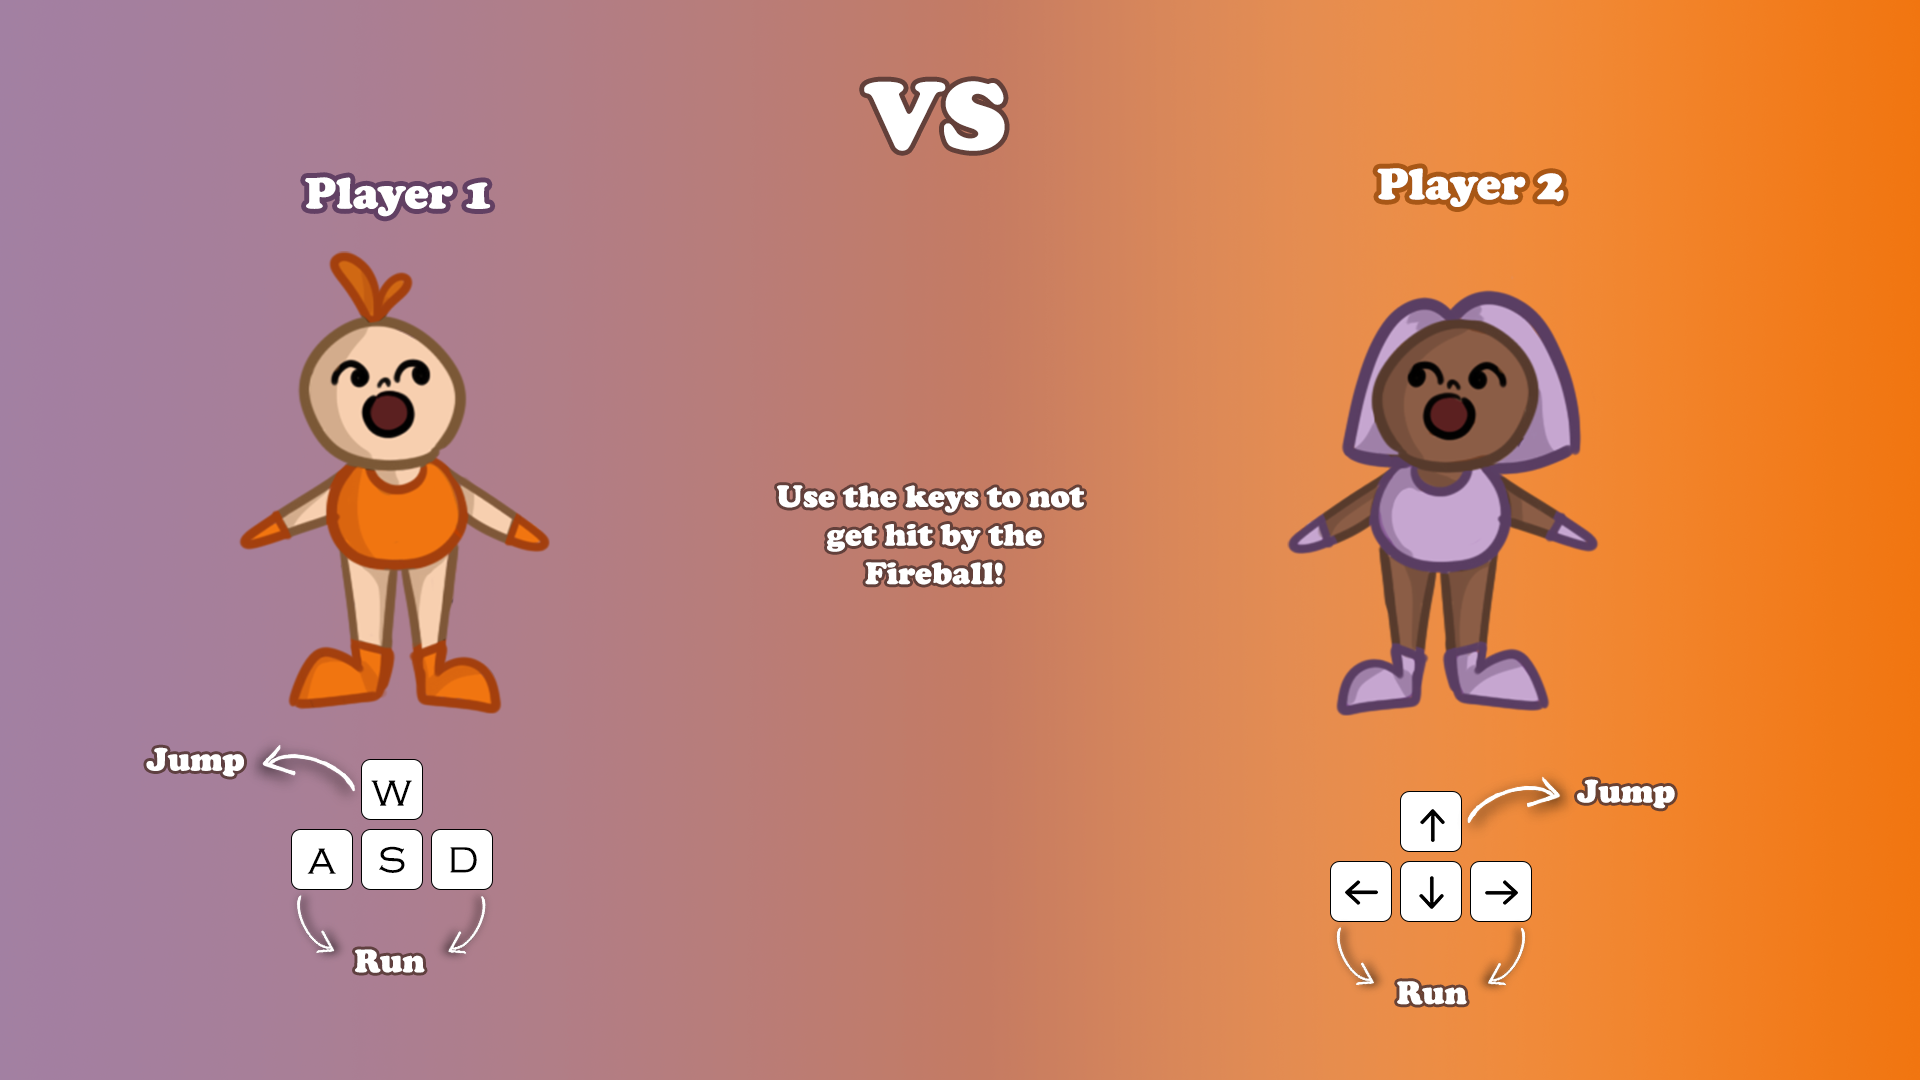 VS
Player 1
Player 2
Use the keys to not
get hit by the
Fireball!
Jump
W
A S D
Run
Jump
↑
← ↓ →
Run